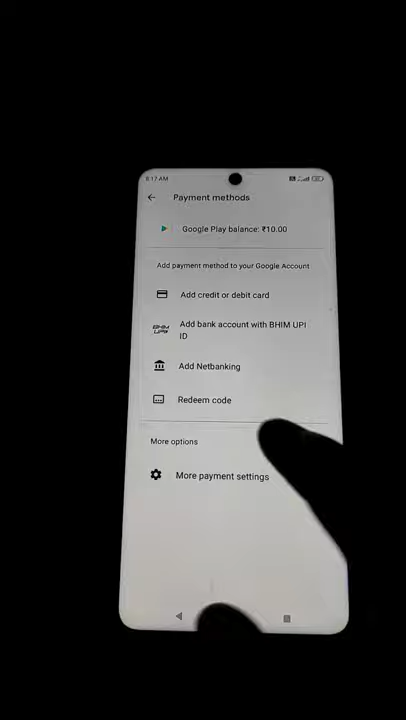 8:17 AM
Payment methods
Google Play balance: ₹10.00
Add payment method to your Google Account
Add credit or debit card
BHIM
UPI
Add bank account with BHIM UPI
ID
Add Netbanking
Redeem code
More options
More payment settings